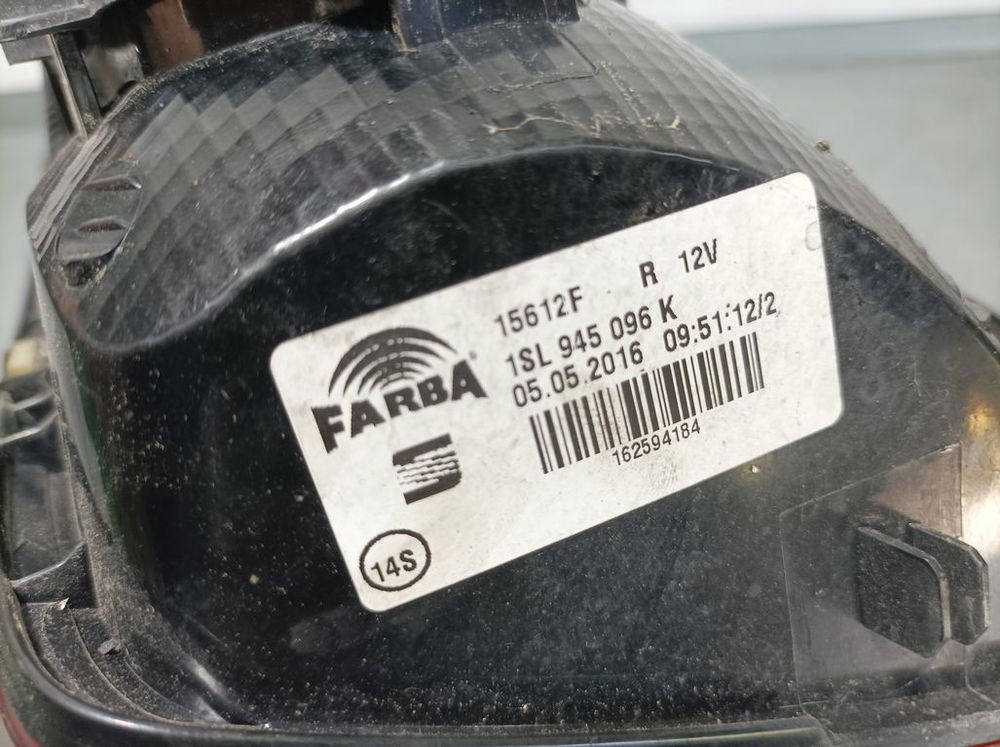 15612F R 12V
1SL 945 096 K
05.05.2016 09:51:12/2
162594184
FARBA
14S